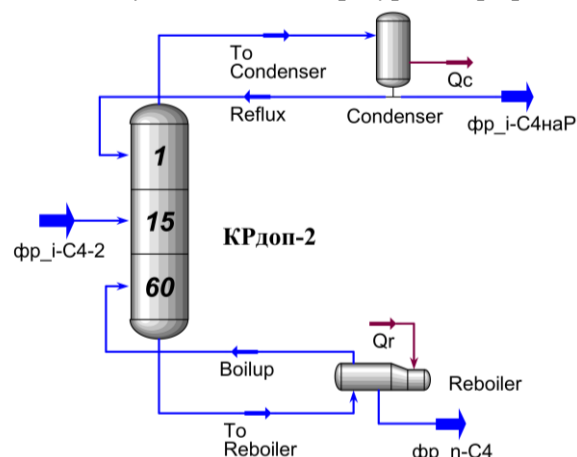 To
Condenser
Qc
Reflux
Condenser
фр_i-C4наР
1
15
КРдоп-2
фр_i-C4-2
60
Qr
Boilup
Reboiler
To
Reboiler
фр_n-C4